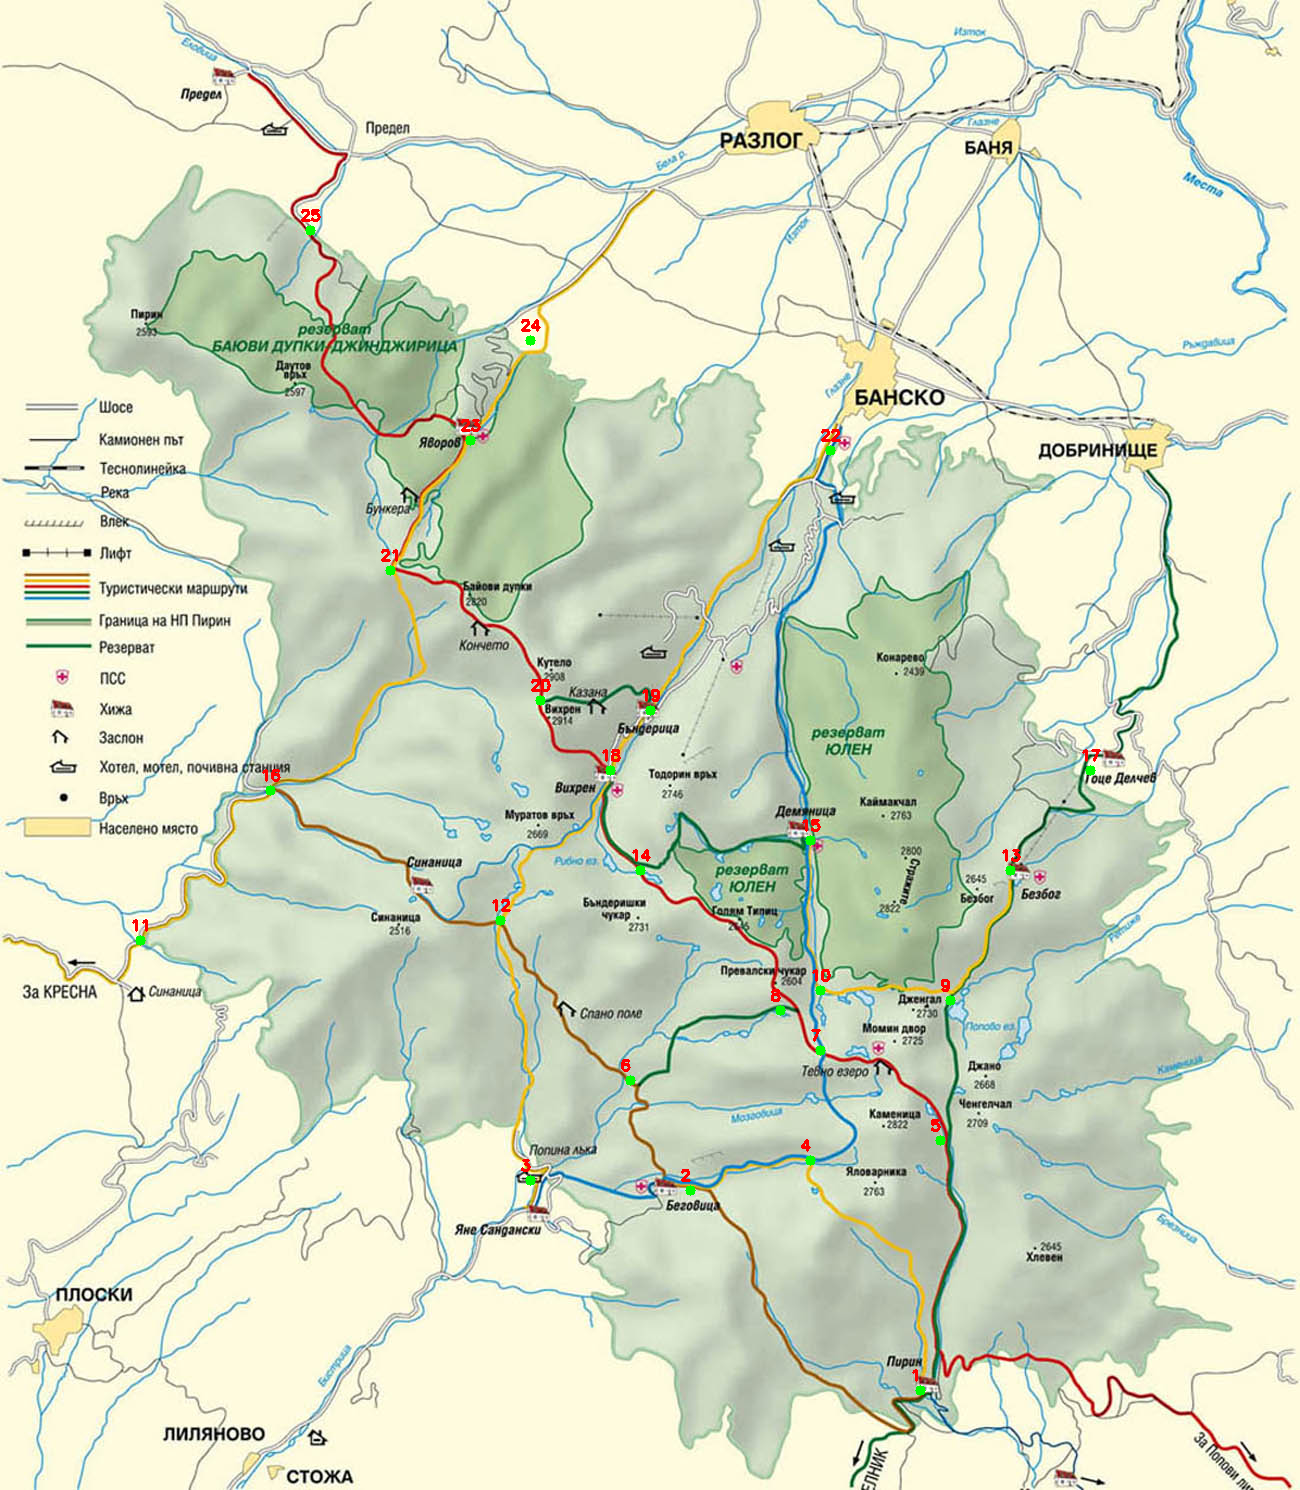 Еловица
Изток
Предел
Предел
РАЗЛОГ
Глазне
БАНЯ
Бела р.
Места
25
Изток
Пирин
2593
24
резерват
БАЮВИ ДУПКИ-ДЖИНДЖИРИЦА
Ръждавица
Даутов
връх
2597
Глазне
БАНСКО
Шосе
Яворов
22
ДОБРИНИЩЕ
Камионен път
Теснолинейка
Река
Бункера
Влек
Лифт
21
Туристически маршрути
Байови дупки
2820
Граница на НП Пирин
Резерват
Кончето
ПСС
Кутело
2908
Конарево
2439
20
Казана
19
Хижа
Вихрен
2914
Бъндерица
Заслон
резерват
ЮЛЕН
Хотел, мотел, почивна станция
16
18
Вихрен
Тодорин връх
2746
17
Гоце Делчев
Връх
Каймакчал
2763
Муратов връх
2669
Демяница
15
Населено място
Рибно ез.
14
Синаница
резерват
ЮЛЕН
2800
Стражите
2822
2645
Безбог
13
Безбог
Синаница
2516
12
Бъндеришки
чукар
2731
Голям Типиц
2645
11
Ретиже
За КРЕСНА
Синаница
Превалски чукар
2604
10
9
8
Дженгал
2730
Спано поле
Момин двор
2725
Попово ез.
7
Тевно езеро
6
Джано
2668
Каменица
Мозговица
Каменица
2822
Ченгелчал
2709
5
Попина лъка
3
4
2
Яловарника
2763
Беговица
Яне Сандански
Брезница
2645
Хлевен
ПЛОСКИ
Бистрица
Пирин
1
ЛИЛЯНОВО
СТОЖА